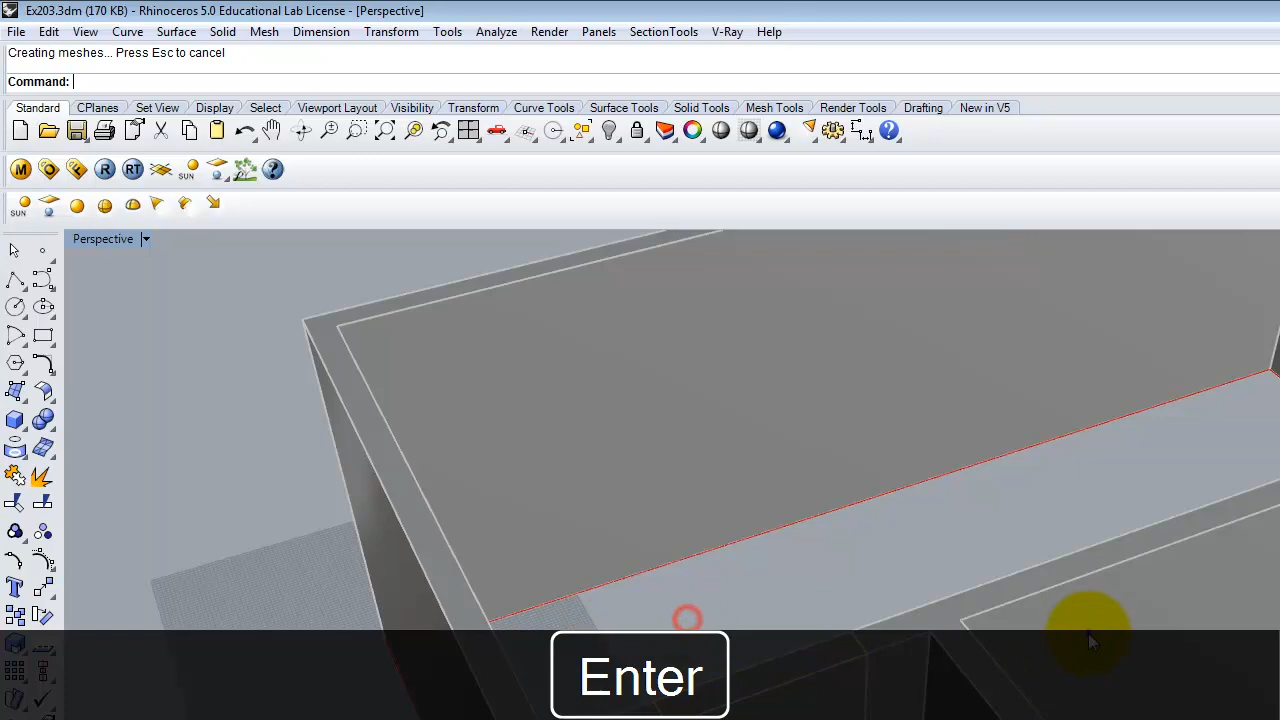 Ex203.3dm (170 KB) - Rhinoceros 5.0 Educational Lab License - [Perspective]
File Edit View Curve Surface Solid Mesh Dimension Transform Tools Analyze Render Panels SectionTools V-Ray Help
Creating meshes... Press Esc to cancel
Command:
Standard CPlanes Set View Display Select Viewport Layout Visibility Transform Curve Tools Surface Tools Solid Tools Mesh Tools Render Tools Drafting New in V5
M O F R RT SUN
SUN
Perspective
Enter